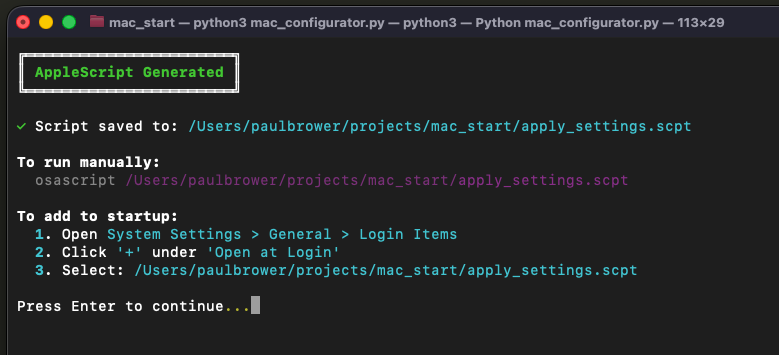 mac_start — python3 mac_configurator.py — python3 — Python mac_configurator.py — 113×29
AppleScript Generated
✓ Script saved to: /Users/paulbrower/projects/mac_start/apply_settings.scpt
To run manually:
osascript /Users/paulbrower/projects/mac_start/apply_settings.scpt
To add to startup:
1. Open System Settings > General > Login Items
2. Click '+' under 'Open at Login'
3. Select: /Users/paulbrower/projects/mac_start/apply_settings.scpt
Press Enter to continue...